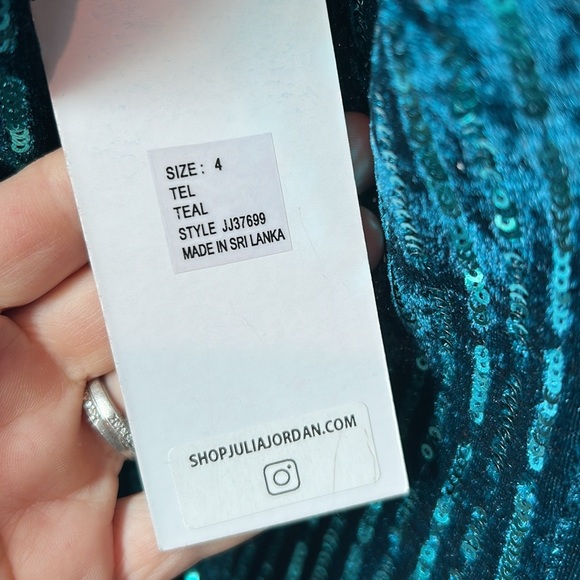 SIZE: 4
TEL
TEAL
STYLE JJ37699
MADE IN SRI LANKA
SHOPJULIAJORDAN.COM